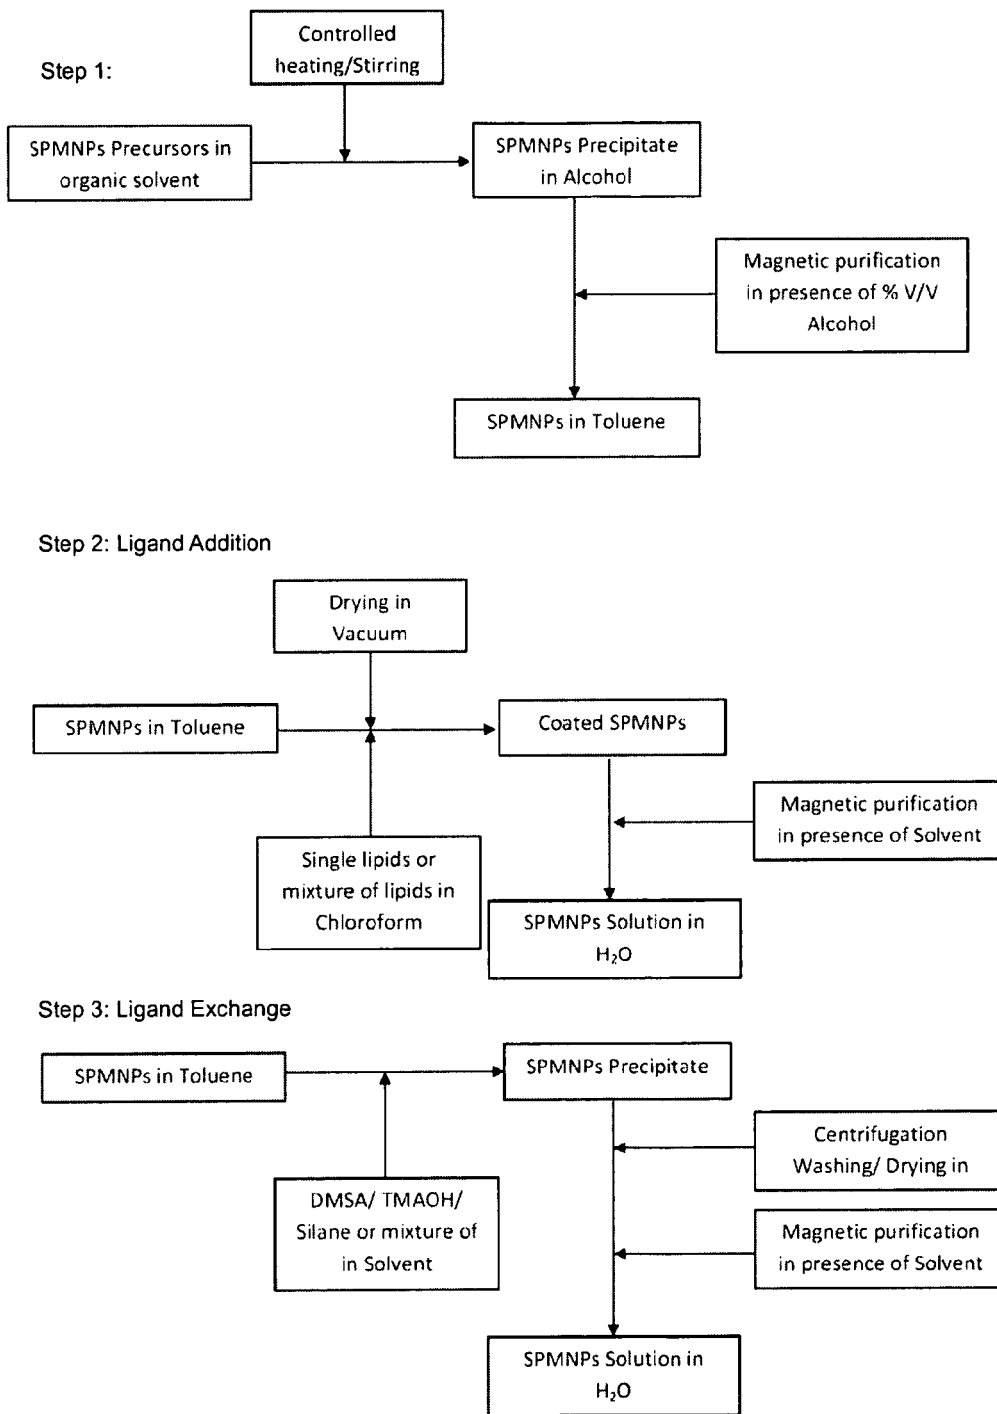 Step 1:
Controlled
heating/Stirring
SPMNPs Precursors in
organic solvent
SPMNPs Precipitate
in Alcohol
Magnetic purification
in presence of % V/V
Alcohol
SPMNPs in Toluene
Step 2: Ligand Addition
Drying in
Vacuum
SPMNPs in Toluene
Coated SPMNPs
Single lipids or
mixture of lipids in
Chloroform
Magnetic purification
in presence of Solvent
SPMNPs Solution in
H₂O
Step 3: Ligand Exchange
SPMNPs in Toluene
SPMNPs Precipitate
DMSA/ TMAOH/
Silane or mixture of
in Solvent
Centrifugation
Washing/ Drying in
Magnetic purification
in presence of Solvent
SPMNPs Solution in
H₂O